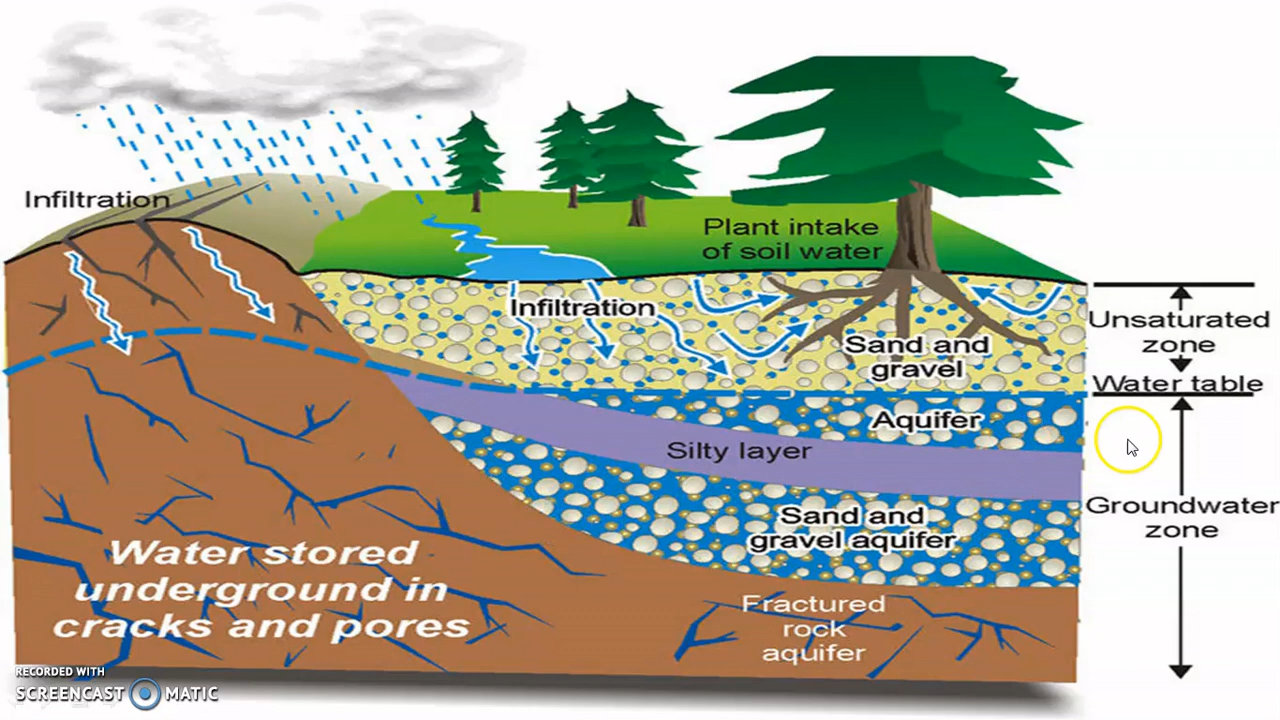 Infiltration
Plant intake
of soil water
Infiltration
Sand and
gravel
Unsaturated
zone
Water table
Aquifer
Silty layer
Groundwater
zone
Sand and
gravel aquifer
Water stored
underground in
cracks and pores
Fractured
rock
aquifer
RECORDED WITH
SCREENCAST MATIC